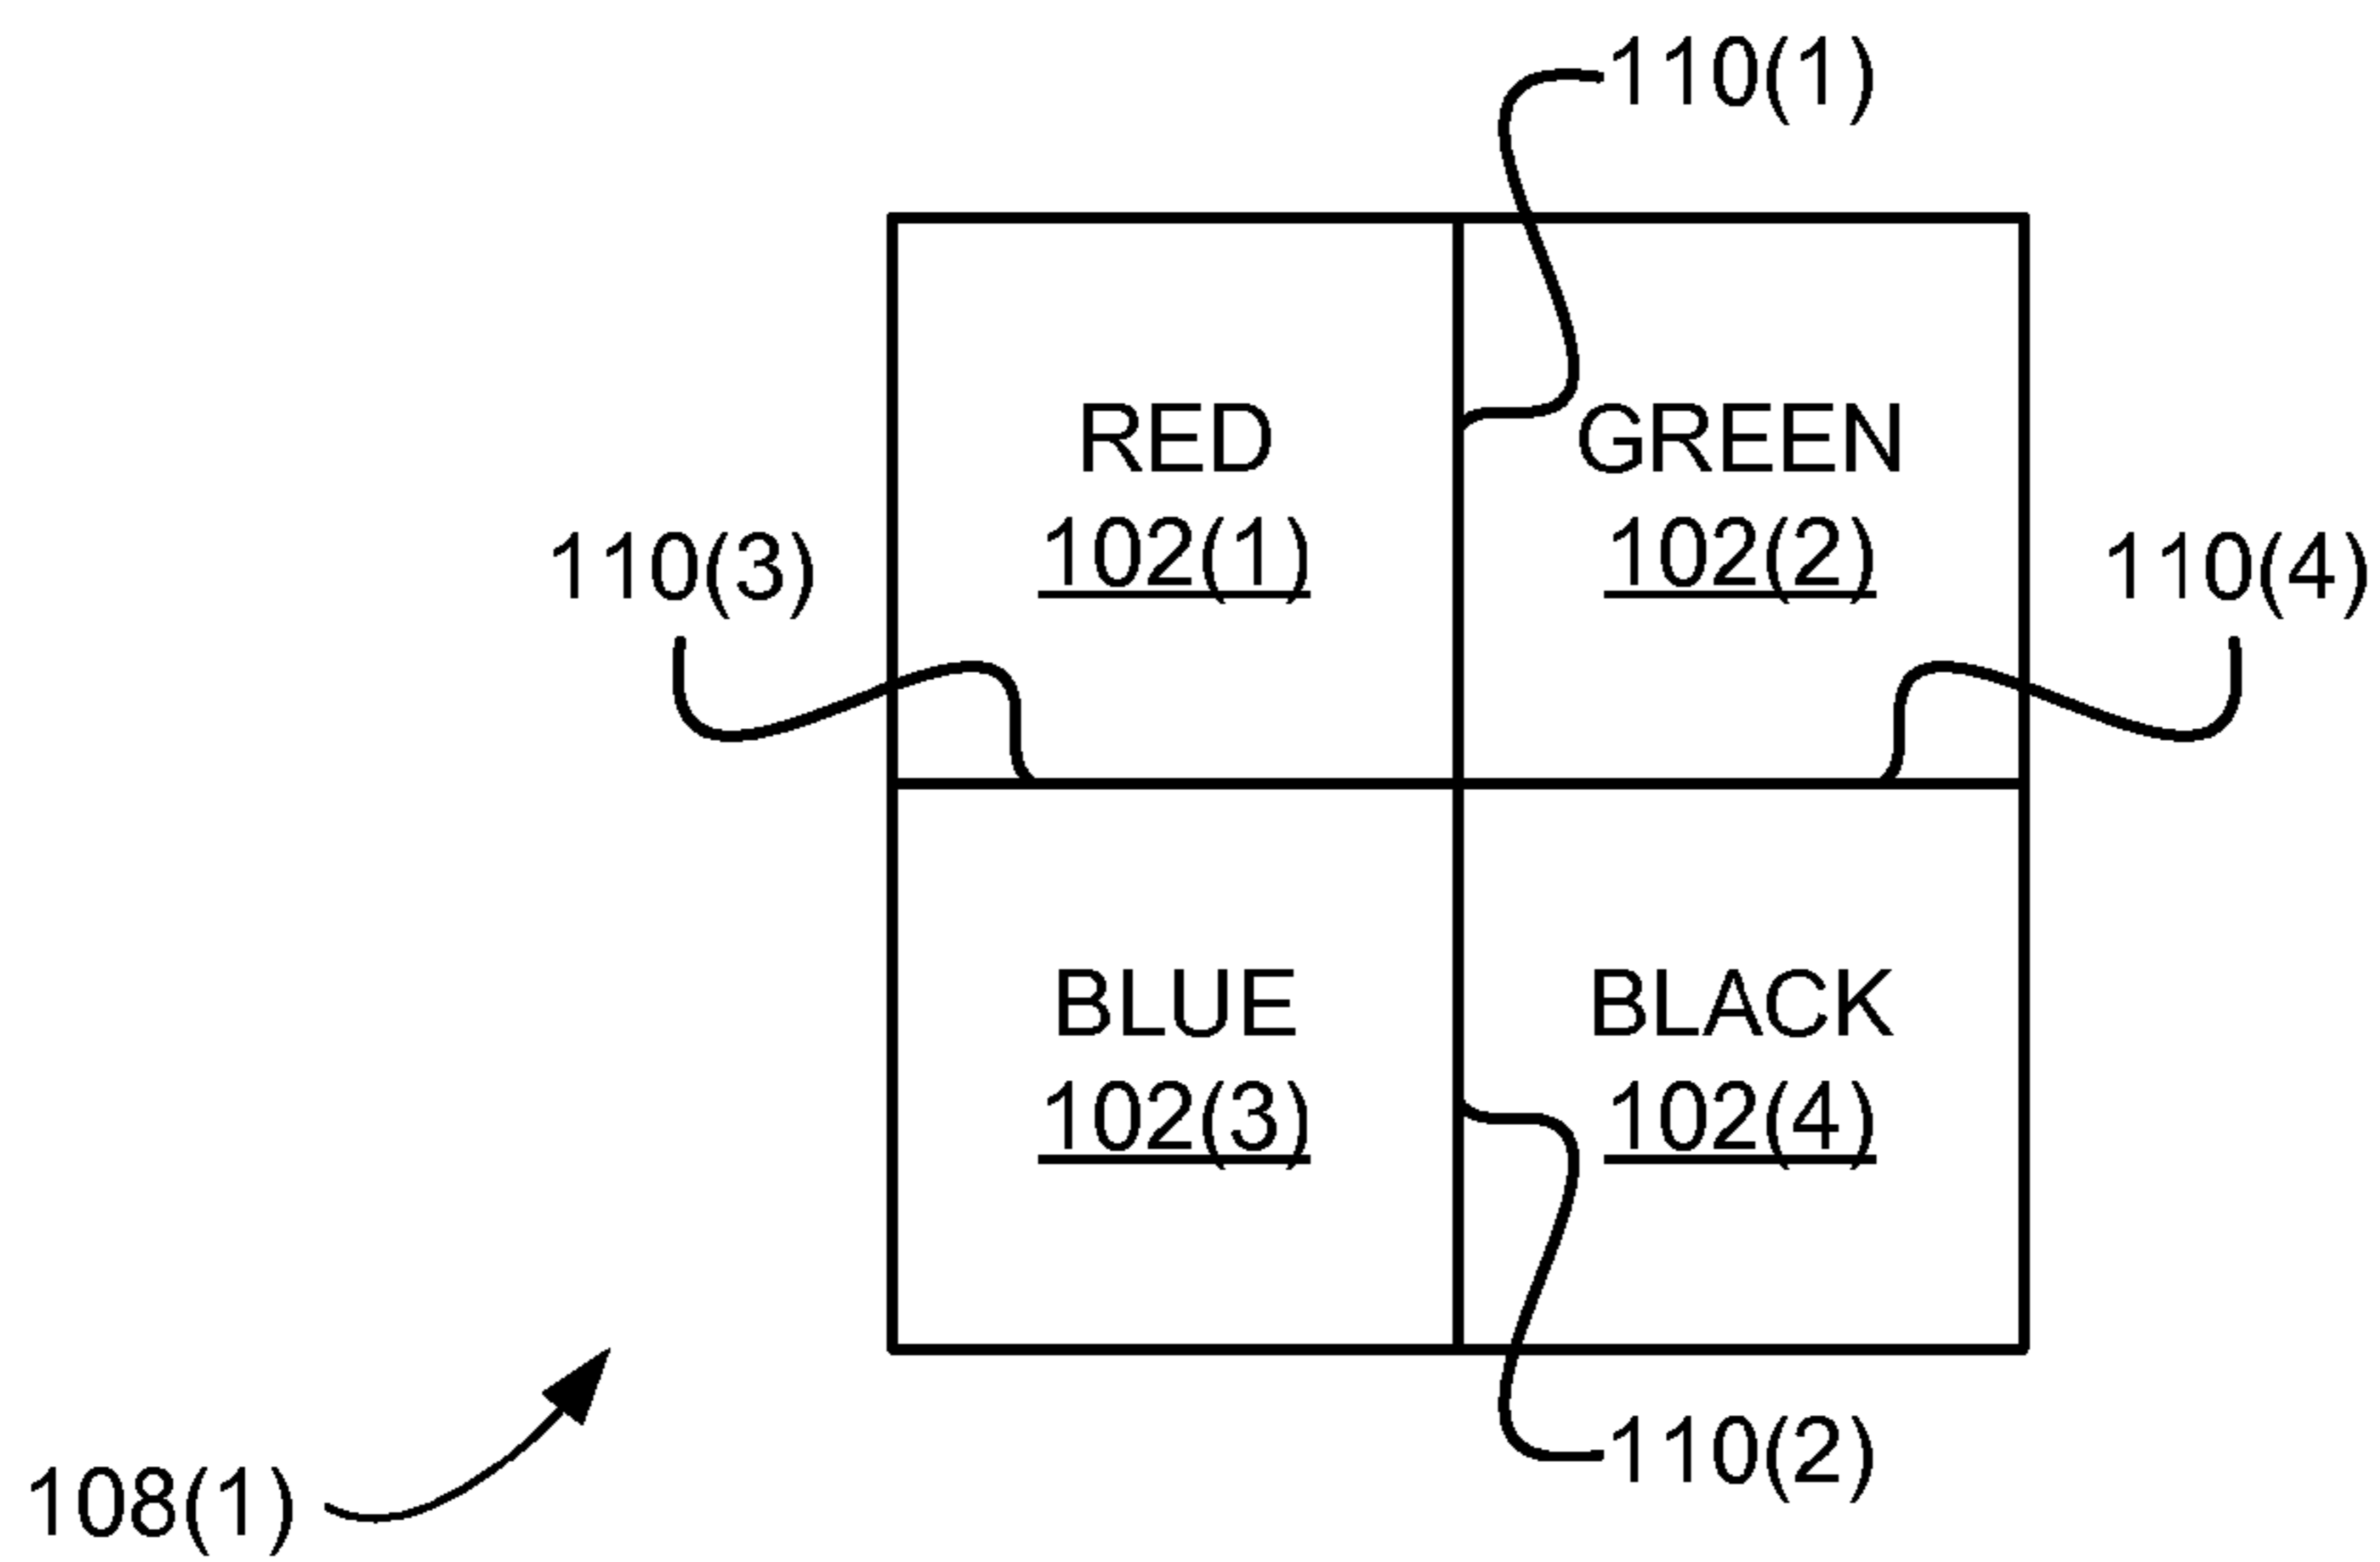 110(1)
RED
102(1)
GREEN
102(2)
110(3)
110(4)
BLUE
102(3)
BLACK
102(4)
110(2)
108(1)